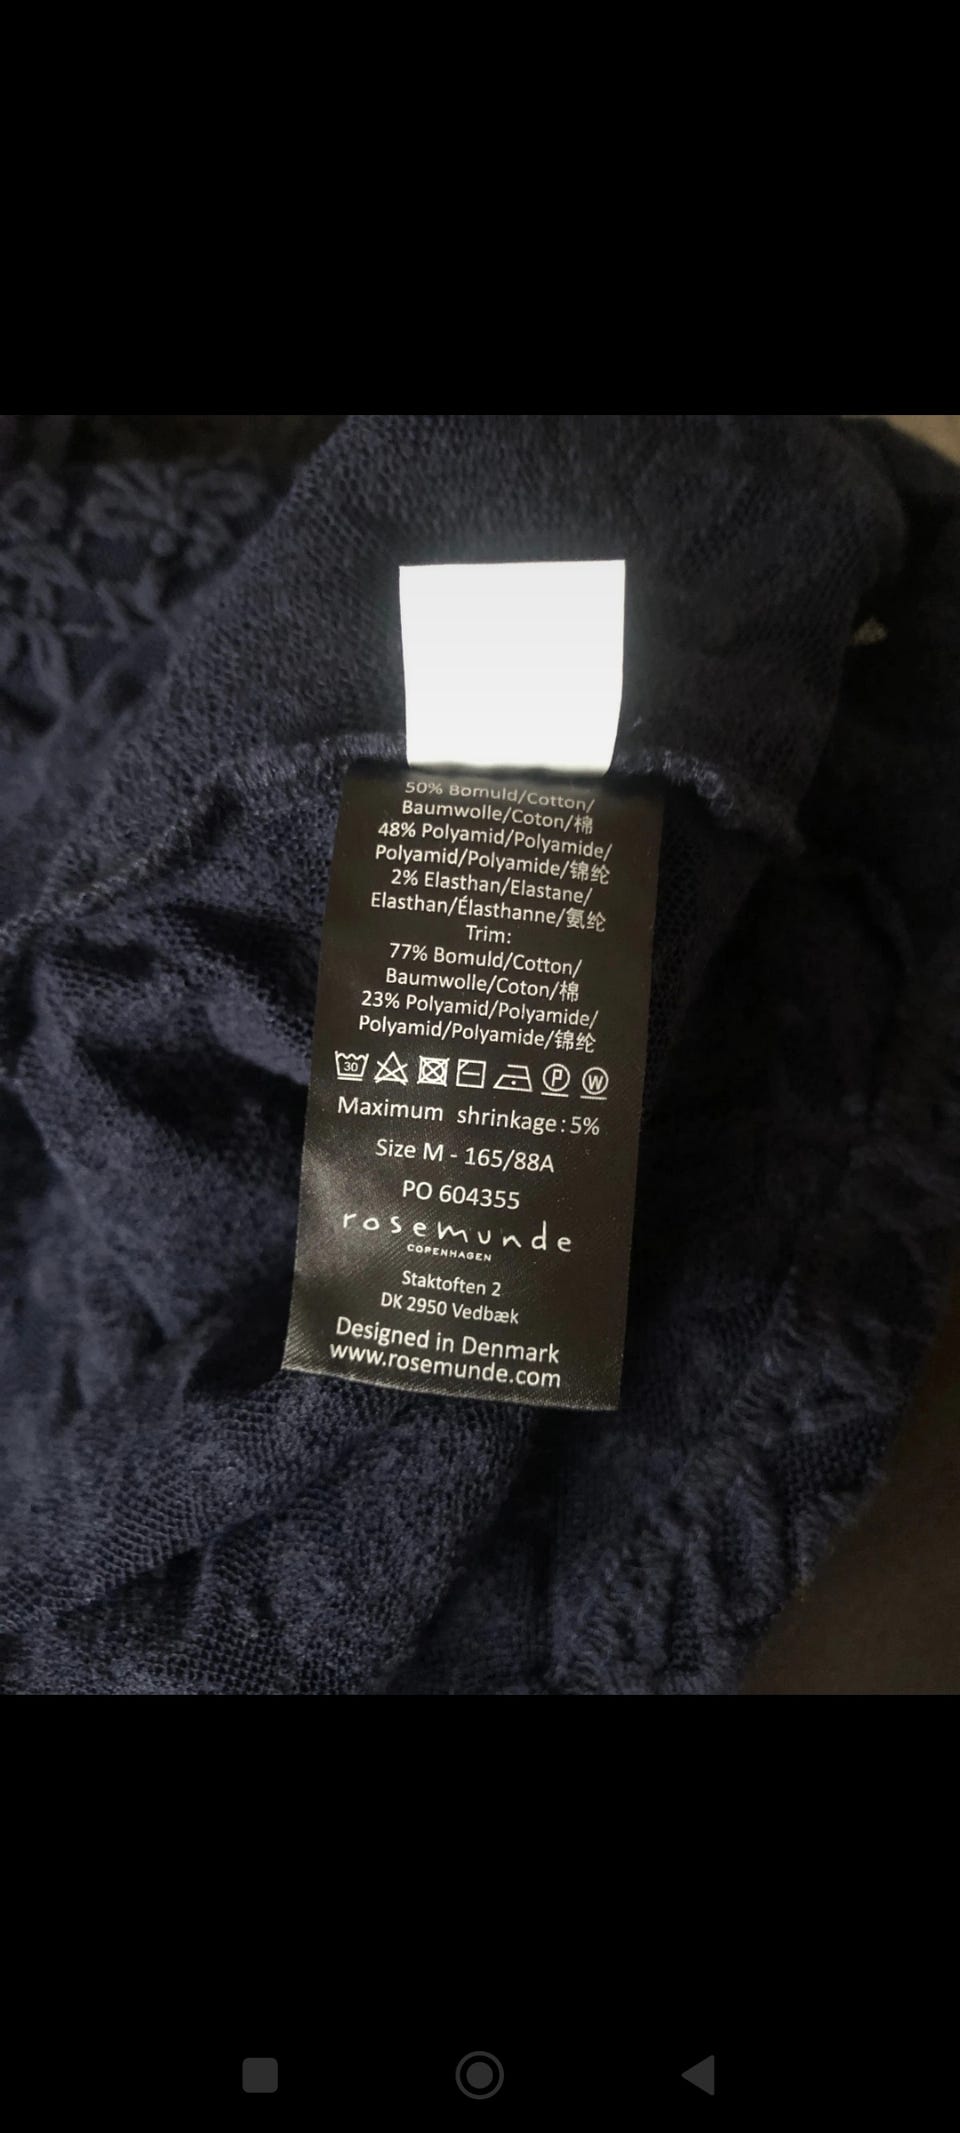 50% Bomuld/Cotton/
Baumwolle/Coton/棉
48% Polyamid/Polyamide/
Polyamid/Polyamide/锦纶
2% Elasthan/Elastane/
Elasthan/Élasthanne/氨纶
Trim:
77% Bomuld/Cotton/
Baumwolle/Coton/棉
23% Polyamid/Polyamide/
Polyamid/Polyamide/锦纶
30 P W
Maximum shrinkage: 5%
Size M - 165/88A
PO 604355
rosemunde
COPENHAGEN
Staktoften 2
DK 2950 Vedbæk
Designed in Denmark
www.rosemunde.com